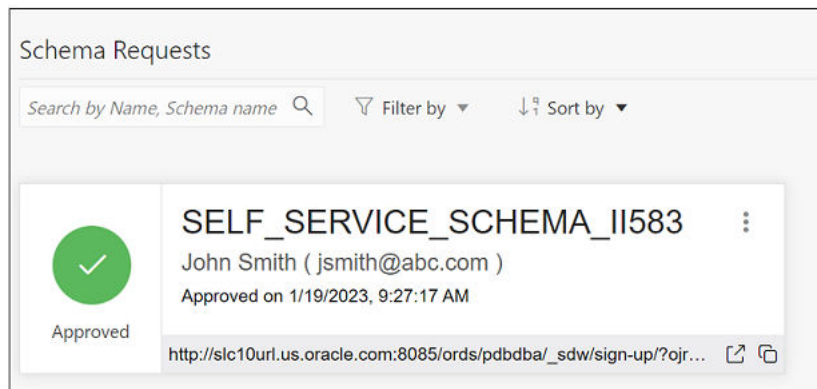 Schema Requests
Search by Name, Schema name
Filter by
Sort by
SELF_SERVICE_SCHEMA_II583
John Smith ( jsmith@abc.com )
Approved on 1/19/2023, 9:27:17 AM
Approved
http://slc10url.us.oracle.com:8085/ords/pdbdba/_sdw/sign-up/?ojr...